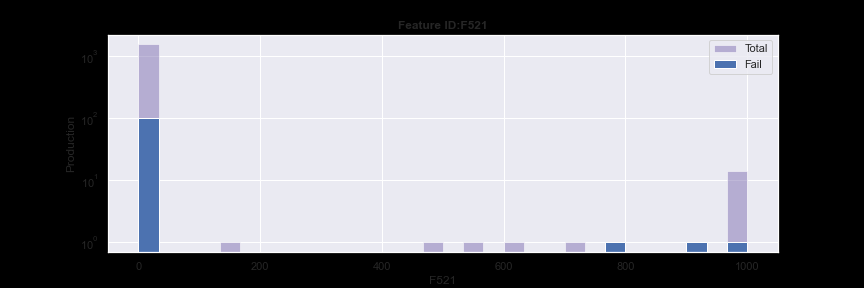 Feature ID:F521
Total
Fail
Production
10³
10²
10¹
10⁰
0 200 400 600 800 1000
F521